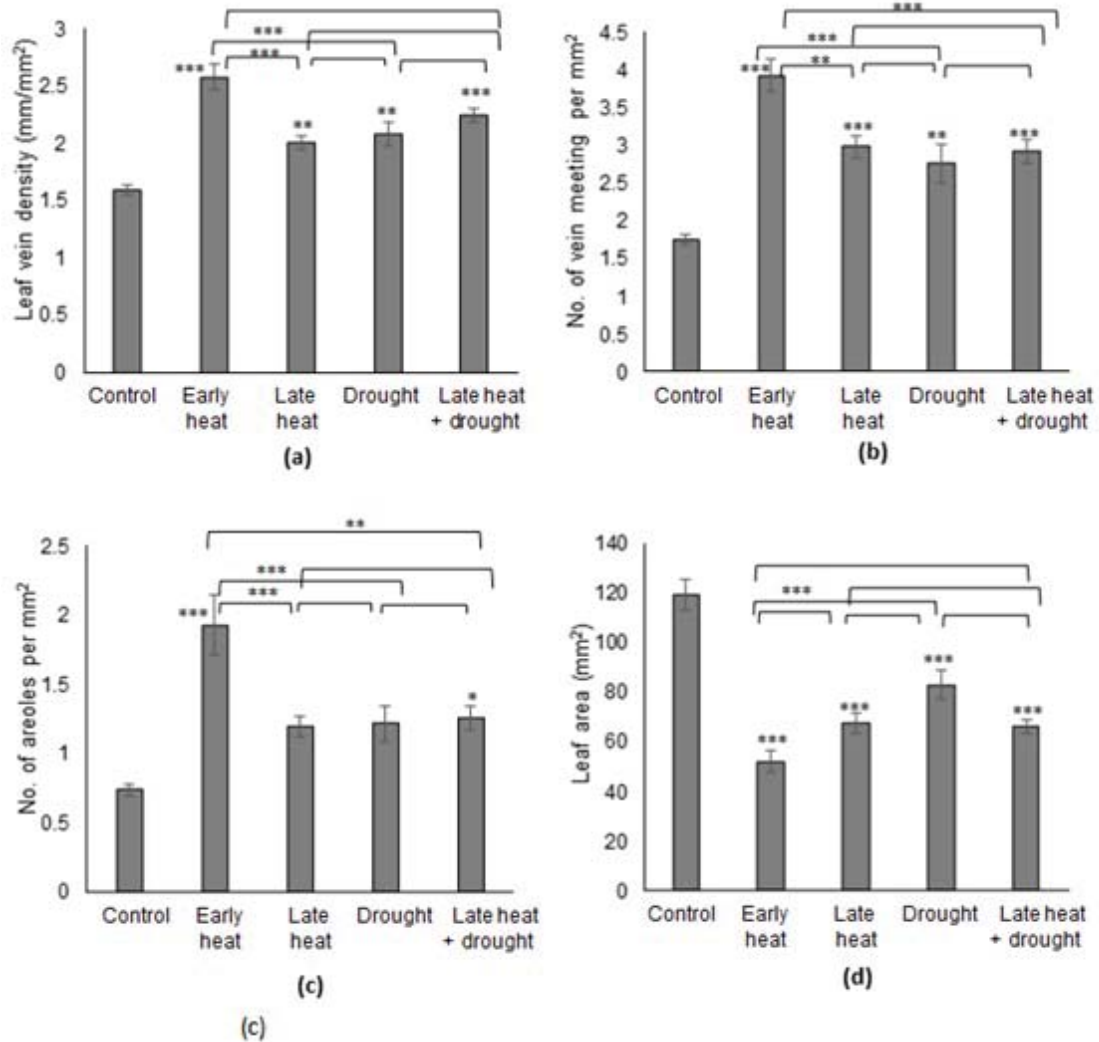 ***
***
***
***
***
**
**
***
Leaf vein density (mm/mm²)
3
2.5
2
1.5
1
0.5
0
Control
Early
heat
Late
heat
Drought
Late heat
+ drought
(a)
***
***
**
***
***
**
***
No. of vein meeting per mm²
4.5
4
3.5
3
2.5
2
1.5
1
0.5
0
Control
Early
heat
Late
heat
Drought
Late heat
+ drought
(b)
**
***
***
***
*
No. of areoles per mm²
2.5
2
1.5
1
0.5
0
Control
Early
heat
Late
heat
Drought
Late heat
+ drought
(c)
(c)
***
***
***
***
***
Leaf area (mm²)
140
120
100
80
60
40
20
0
Control
Early
heat
Late
heat
Drought
Late heat
+ drought
(d)